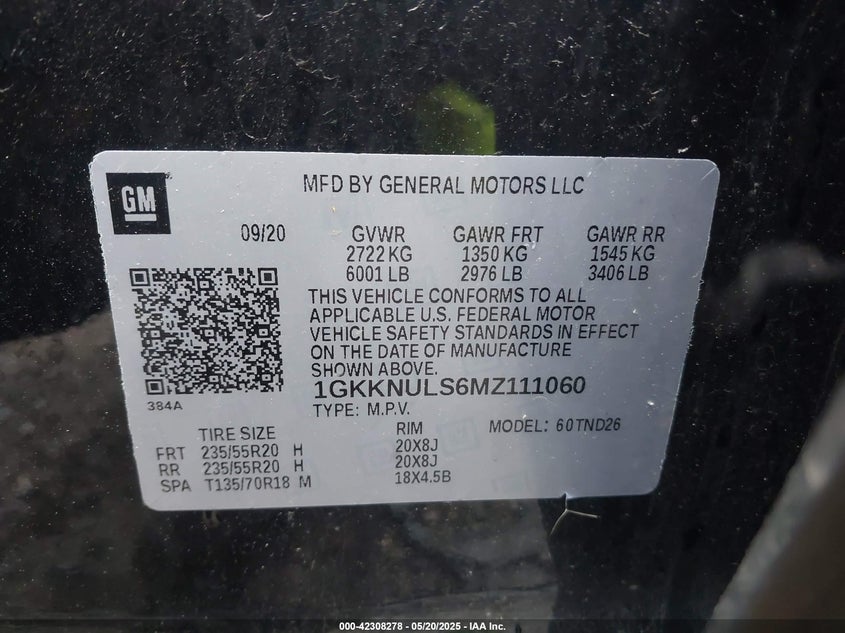 GM
MFD BY GENERAL MOTORS LLC
09/20 GVWR GAWR FRT GAWR RR
2722 KG 1350 KG 1545 KG
6001 LB 2976 LB 3406 LB
THIS VEHICLE CONFORMS TO ALL
APPLICABLE U.S. FEDERAL MOTOR
VEHICLE SAFETY STANDARDS IN EFFECT
ON THE DATE OF MANUFACTURE
SHOWN ABOVE.
1GKKNULS6MZ111060
384A
TYPE: M.P.V.
TIRE SIZE RIM MODEL: 60TND26
FRT 235/55R20 H 20X8J
RR 235/55R20 H 20X8J
SPA T135/70R18 M 18X4.5B
000-42308278 - 05/20/2025 - IAA Inc.